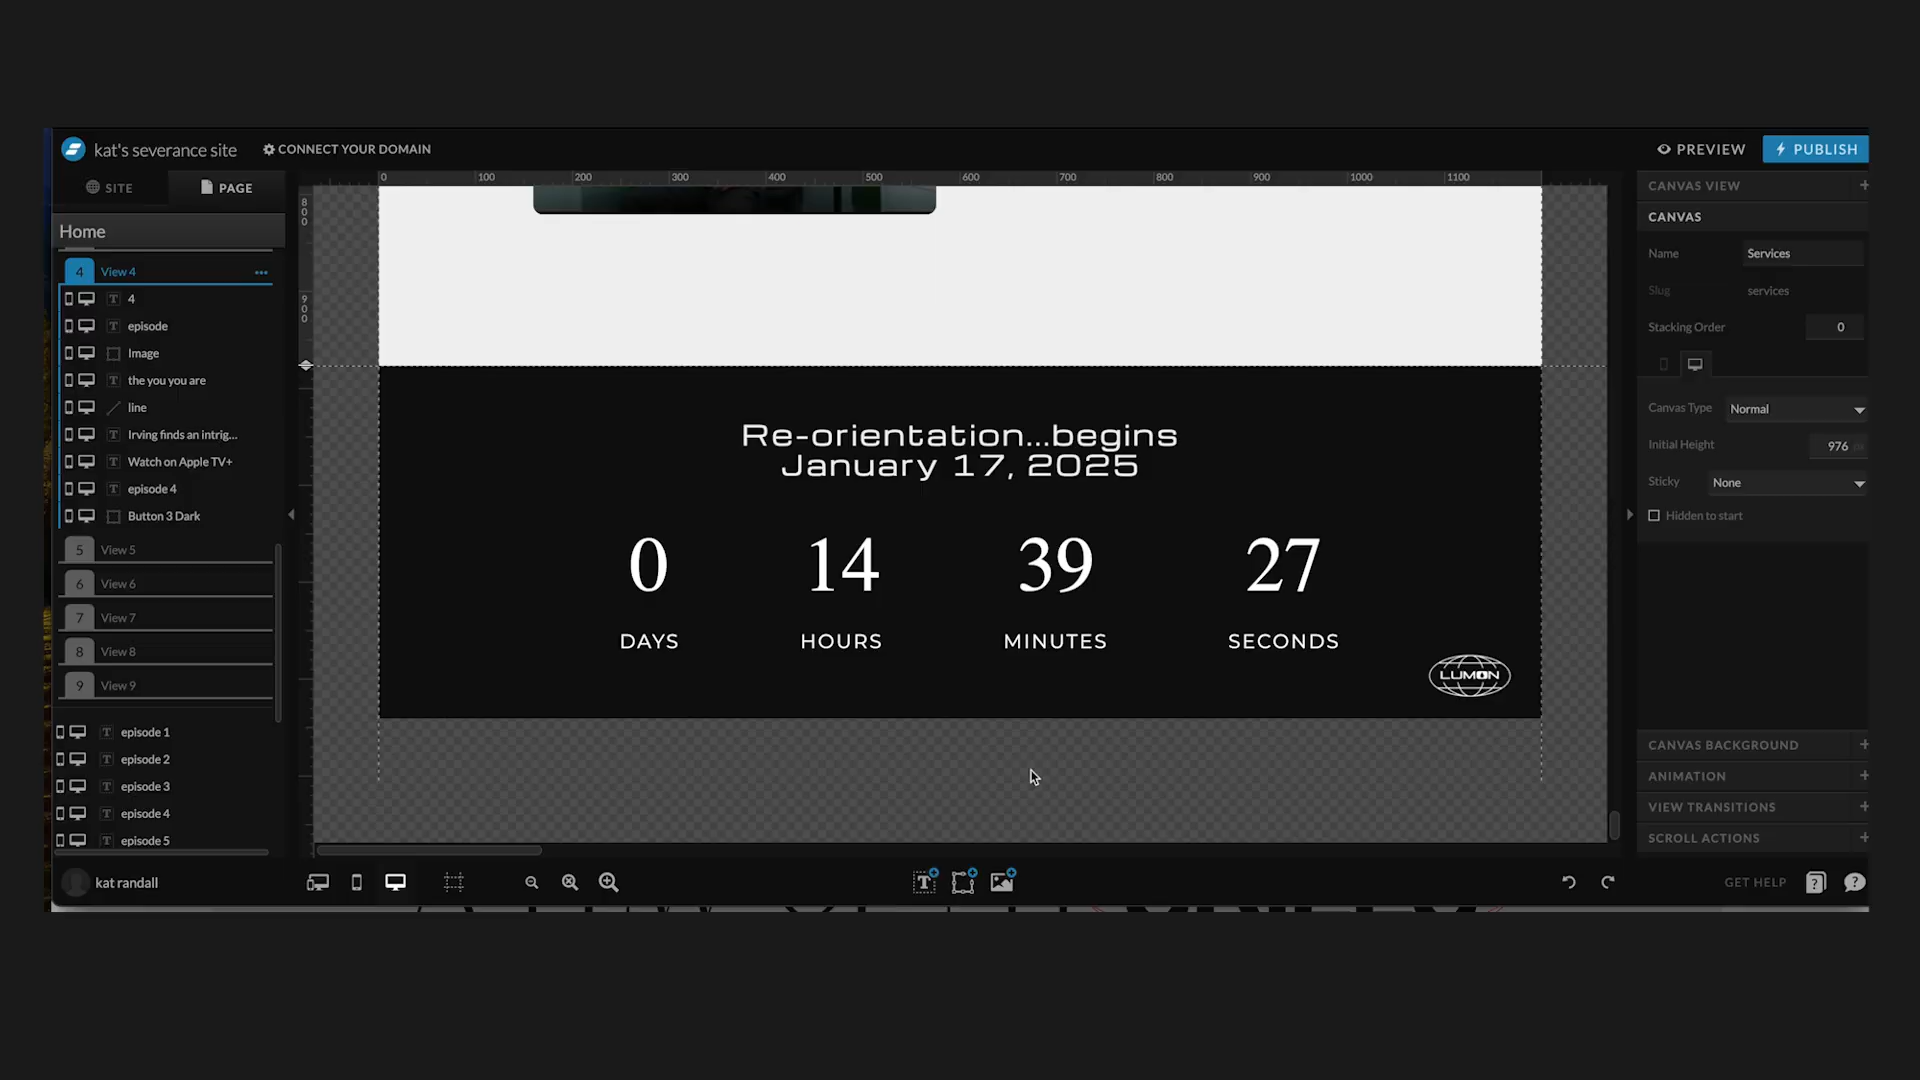 kat's severance site
CONNECT YOUR DOMAIN
PREVIEW
PUBLISH
SITE
PAGE
0 100 200 300 400 500 600 700 800 900 1000 1100
Home
4 View 4
4
episode
Image
the you you are
line
Irving finds an intrig...
Watch on Apple TV+
episode 4
Button 3 Dark
5 View 5
6 View 6
7 View 7
8 View 8
9 View 9
episode 1
episode 2
episode 3
episode 4
episode 5
kat randall
800
900
Re-orientation...begins
January 17, 2025
0 14 39 27
DAYS HOURS MINUTES SECONDS
LUMON
CANVAS VIEW
CANVAS
Name Services
Slug services
Stacking Order 0
Canvas Type Normal
Initial Height 976 px
Sticky None
Hidden to start
CANVAS BACKGROUND
ANIMATION
VIEW TRANSITIONS
SCROLL ACTIONS
GET HELP